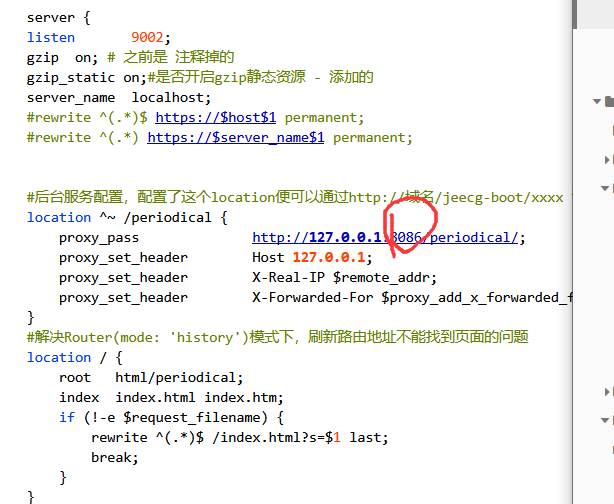 server {
listen 9002;
gzip on; # 之前是 注释掉的
gzip_static on;#是否开启gzip静态资源 - 添加的
server_name localhost;
#rewrite ^(.*)$ https://$host$1 permanent;
#rewrite ^(.*) https://$server_name$1 permanent;
#后台服务配置，配置了这个location便可以通过http://域名/jeecg-boot/xxxx
location ^~ /periodical {
proxy_pass http://127.0.0.1:8086/periodical/;
proxy_set_header Host 127.0.0.1;
proxy_set_header X-Real-IP $remote_addr;
proxy_set_header X-Forwarded-For $proxy_add_x_forwarded_f
}
#解决Router(mode: 'history')模式下，刷新路由地址不能找到页面的问题
location / {
root html/periodical;
index index.html index.htm;
if (!-e $request_filename) {
rewrite ^(.*)$ /index.html?s=$1 last;
break;
}
}